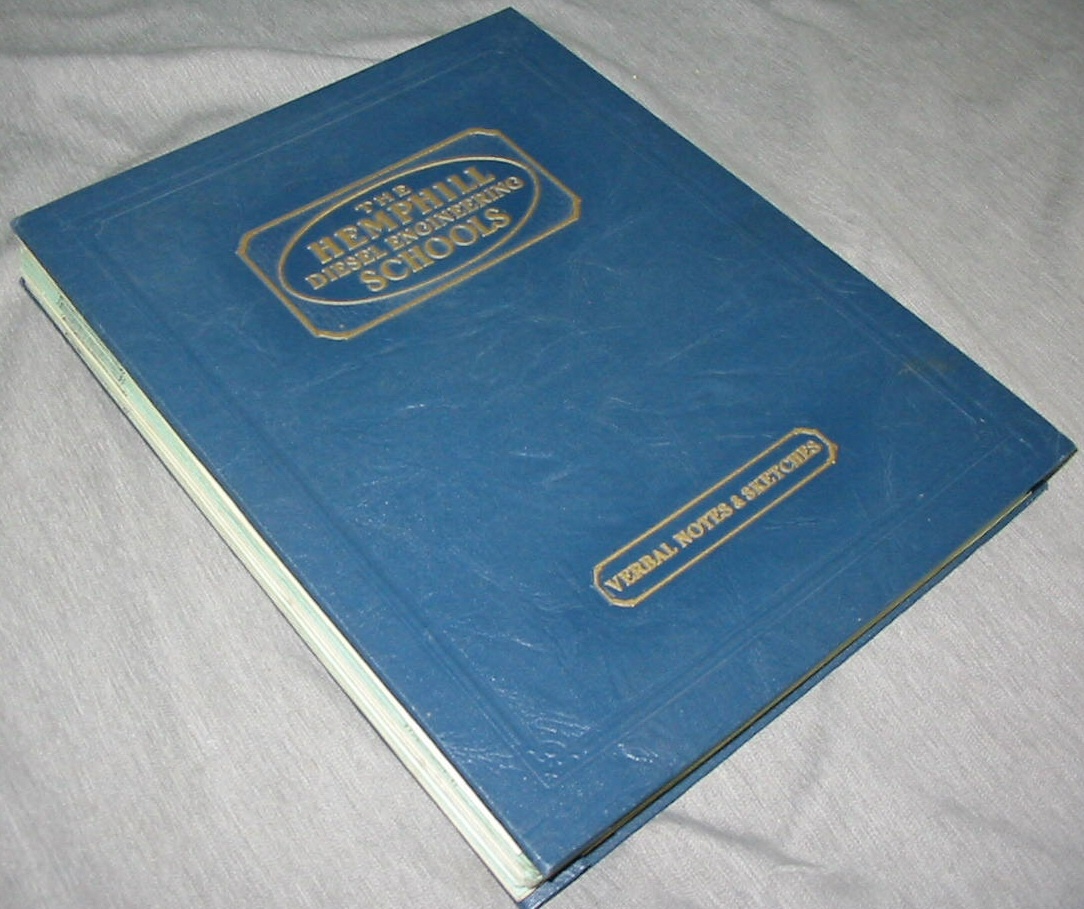 THE
HEMPHILL
DIESEL ENGINEERING
SCHOOLS
VERBAL NOTES & SKETCHES